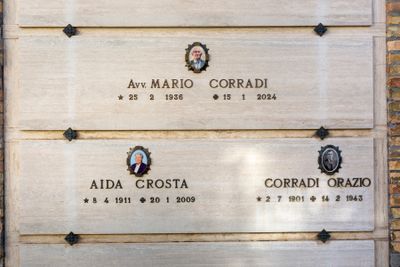 Avv. MARIO CORRADI
★ 25 2 1936 ✤ 15 1 2024
AIDA CROSTA
★ 8 4 1911 ✤ 20 1 2009
CORRADI ORAZIO
★ 2 7 1901 ✤ 14 2 1943